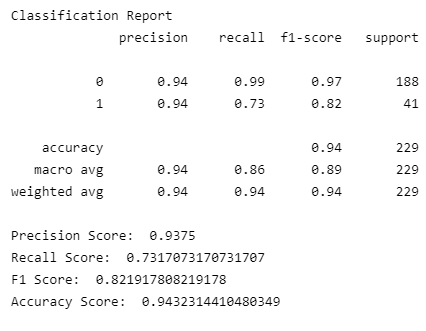 Classification Report
precision recall f1-score support
0 0.94 0.99 0.97 188
1 0.94 0.73 0.82 41
accuracy 0.94 229
macro avg 0.94 0.86 0.89 229
weighted avg 0.94 0.94 0.94 229
Precision Score: 0.9375
Recall Score: 0.7317073170731707
F1 Score: 0.821917808219178
Accuracy Score: 0.9432314410480349